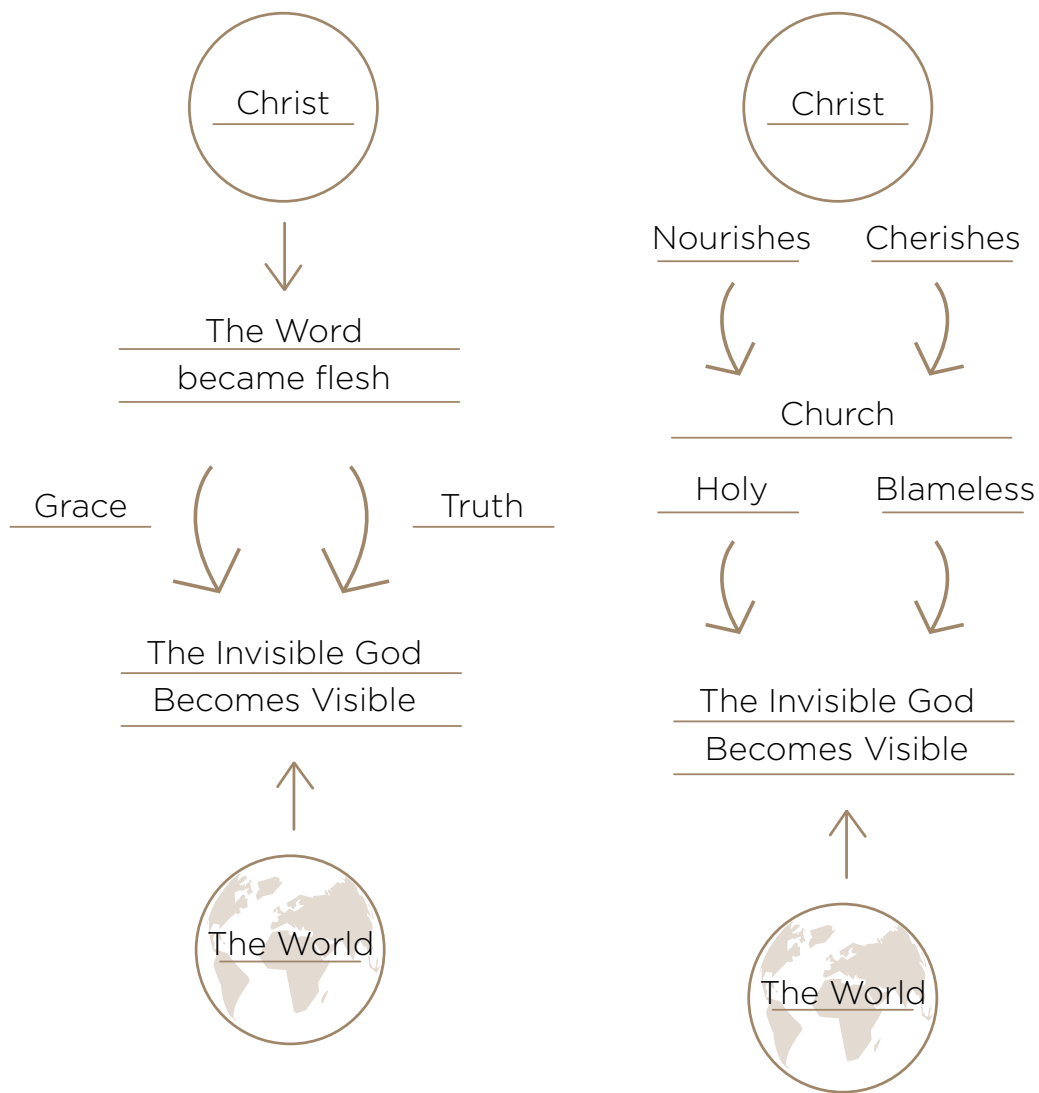 Christ
The Word
became flesh
Grace
Truth
The Invisible God
Becomes Visible
The World
Christ
Nourishes
Cherishes
Church
Holy
Blameless
The Invisible God
Becomes Visible
The World